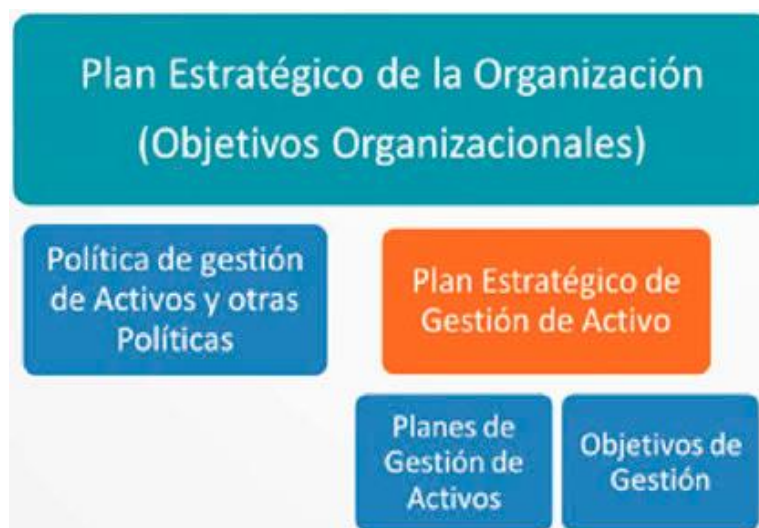 Plan Estratégico de la Organización
(Objetivos Organizacionales)
Política de gestión
de Activos y otras
Políticas
Plan Estratégico de
Gestión de Activo
Planes de
Gestión de
Activos
Objetivos de
Gestión